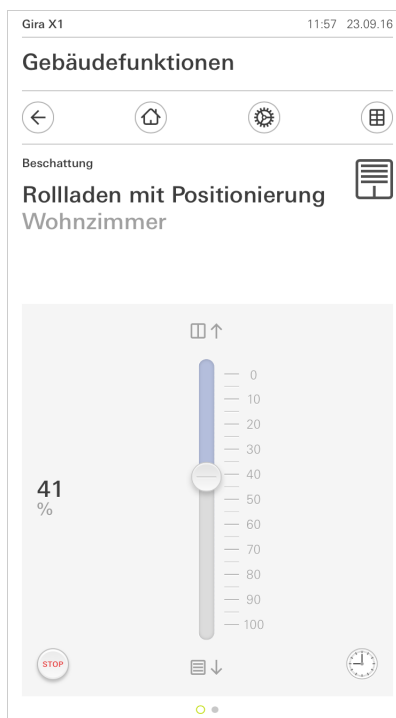 Gira X1 11:57 23.09.16
Gebäudefunktionen
Beschattung
Rollladen mit Positionierung
Wohnzimmer
0
10
20
30
40
41
%
50
60
70
80
90
100
STOP